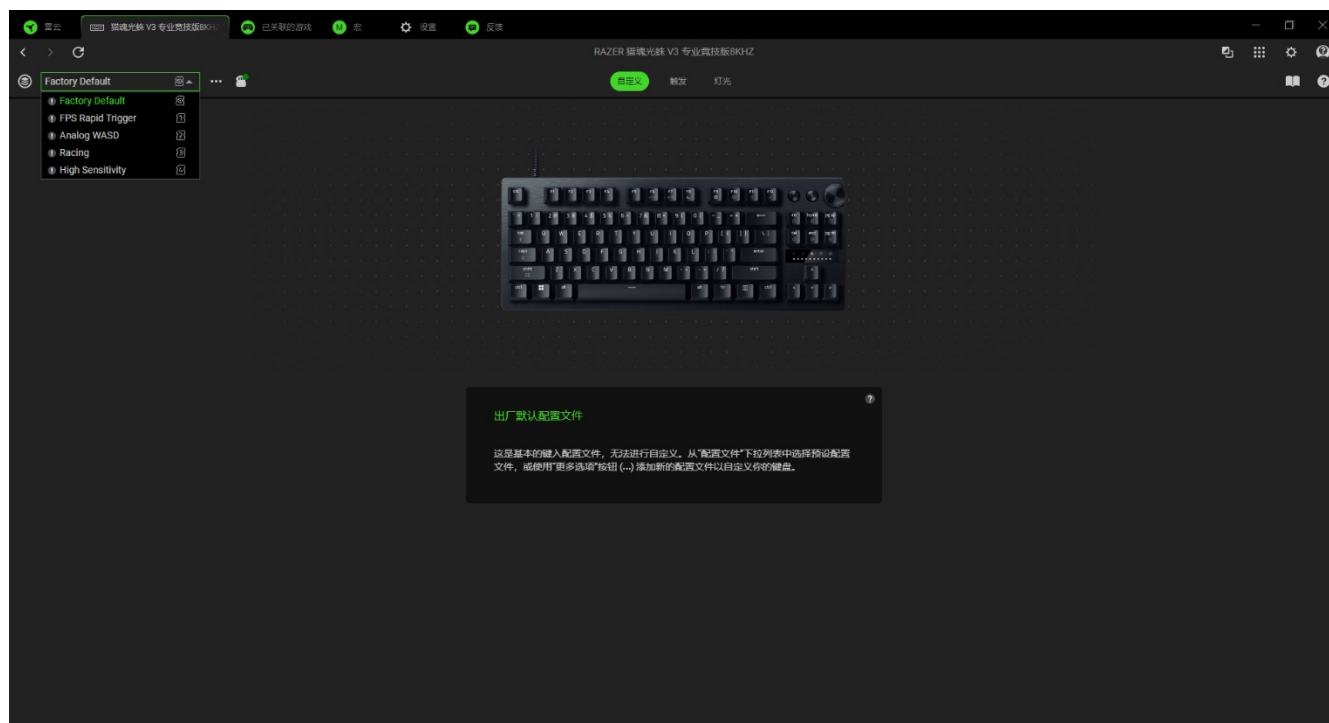 雷云
猎魂光蛛 V3 专业竞技版8KH
已关联的游戏
M 宏
设置
反馈
RAZER 猎魂光蛛 V3 专业竞技版8KHZ
Factory Default
自定义
触发
灯光
Factory Default
FPS Rapid Trigger 1
Analog WASD 2
Racing 3
High Sensitivity 4
出厂默认配置文件
这是基本的键入配置文件，无法进行自定义。从“配置文件”下拉列表中选择预设配置
文件，或使用“更多选项”按钮 (...) 添加新的配置文件以自定义你的键盘。